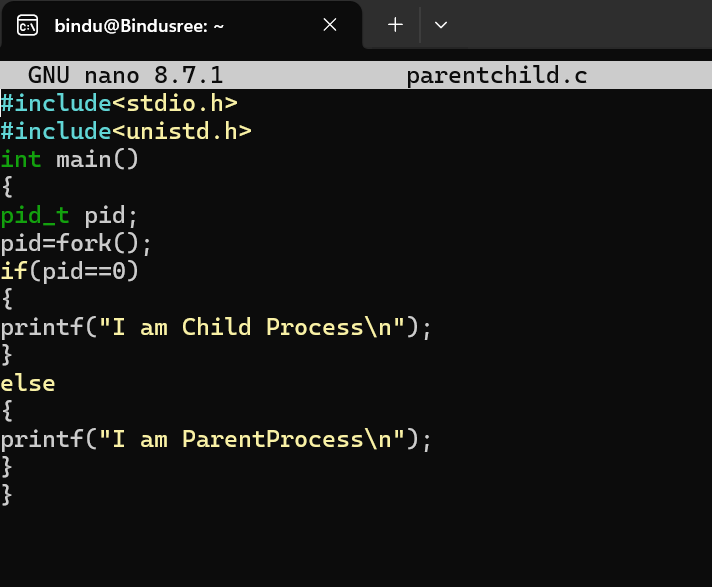 bindu@Bindusree: ~
GNU nano 8.7.1 parentchild.c
#include<stdio.h>
#include<unistd.h>
int main()
{
pid_t pid;
pid=fork();
if(pid==0)
{
printf("I am Child Process\n");
}
else
{
printf("I am ParentProcess\n");
}
}